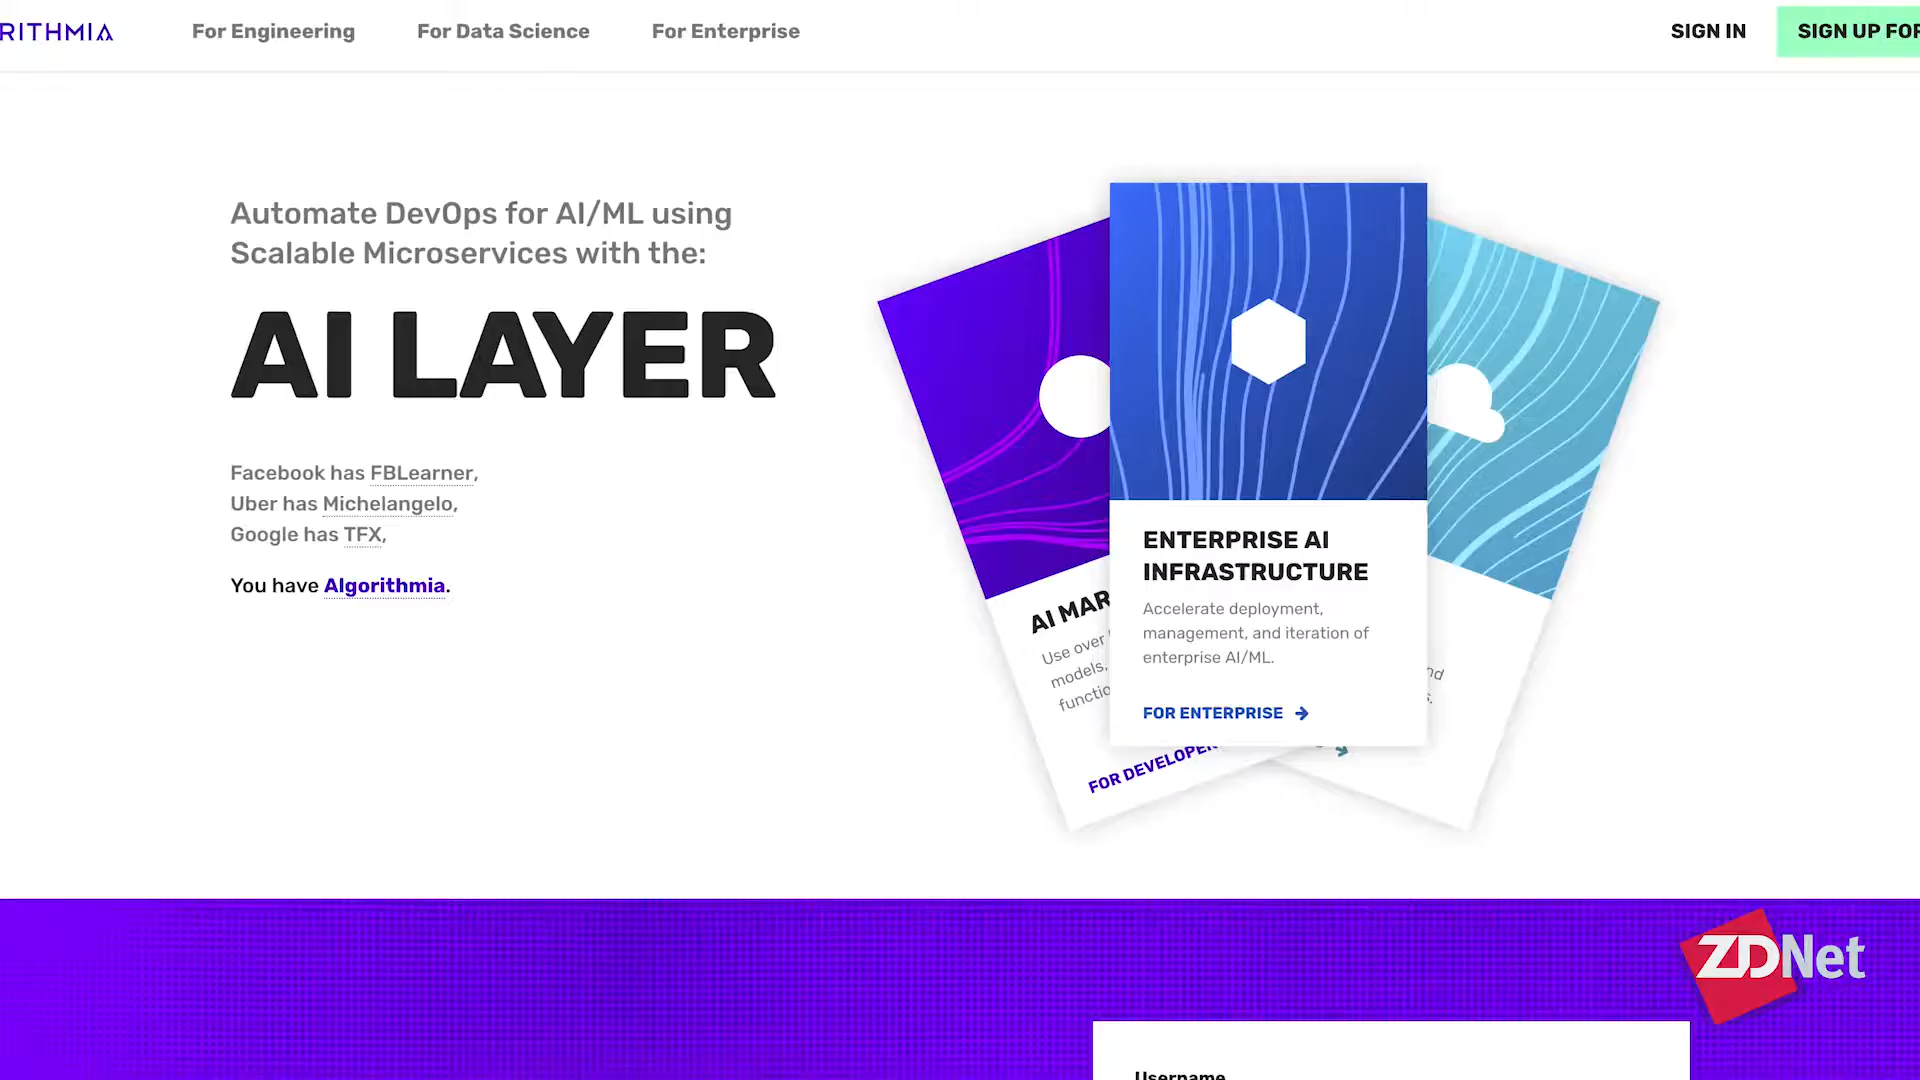 RITHMIA
For Engineering
For Data Science
For Enterprise
SIGN IN
SIGN UP FOR
Automate DevOps for AI/ML using
Scalable Microservices with the:
AI LAYER
Facebook has FBLearner,
Uber has Michelangelo,
Google has TFX,
You have Algorithmia.
AI MAR
Use over
models,
functio
FOR DEVELOPER
ENTERPRISE AI
INFRASTRUCTURE
Accelerate deployment,
management, and iteration of
enterprise AI/ML.
FOR ENTERPRISE
ZDNet
Username